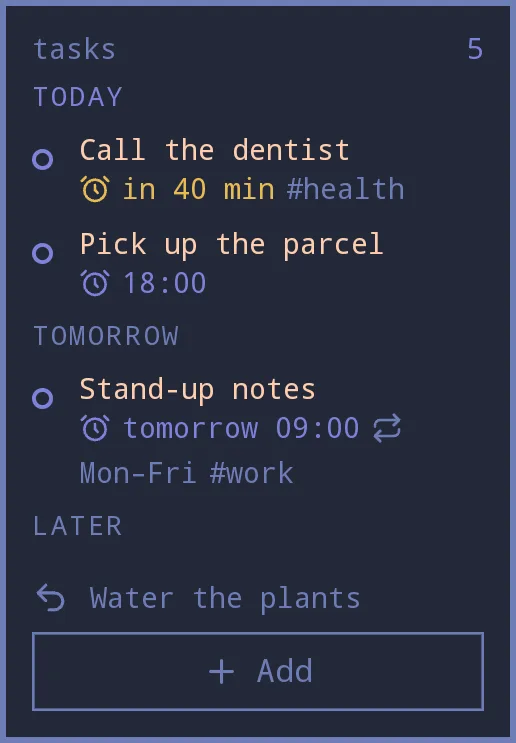 tasks 5
TODAY
Call the dentist
in 40 min #health
Pick up the parcel
18:00
TOMORROW
Stand-up notes
tomorrow 09:00
Mon-Fri #work
LATER
Water the plants
+ Add